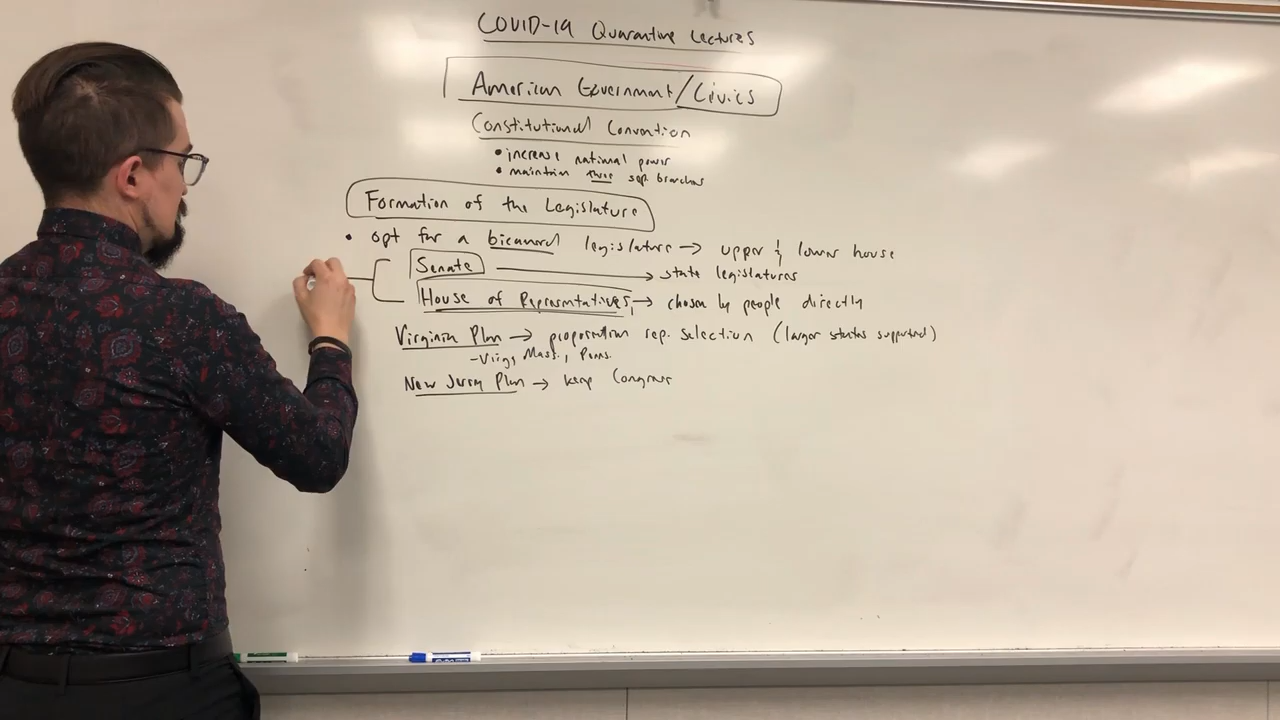 COVID-19 Quarantine Lectures
American Government/Civics
Constitutional Convention
• increase national power
• maintain three sep. branches
Formation of the Legislature
• opt for a bicameral legislature → upper & lower house
Senate → state legislatures
House of Representatives → chosen by people directly
Virginia Plan → proportion rep. selection (larger states supported)
- Virg, Mass., Penns.
New Jersey Plan → keep Congress